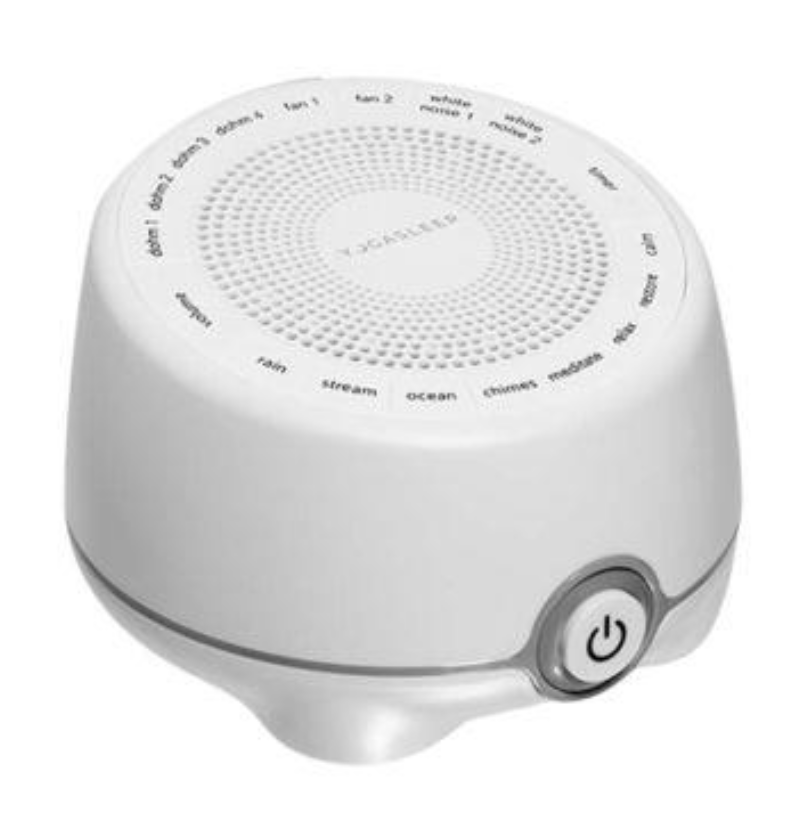 dohm 1
dohm 2
dohm 3
dohm 4
fan 1
fan 2
white
noise 1
white
noise 2
timer
calm
restore
relax
meditate
chimes
ocean
stream
rain
volume
YOGASLEEP